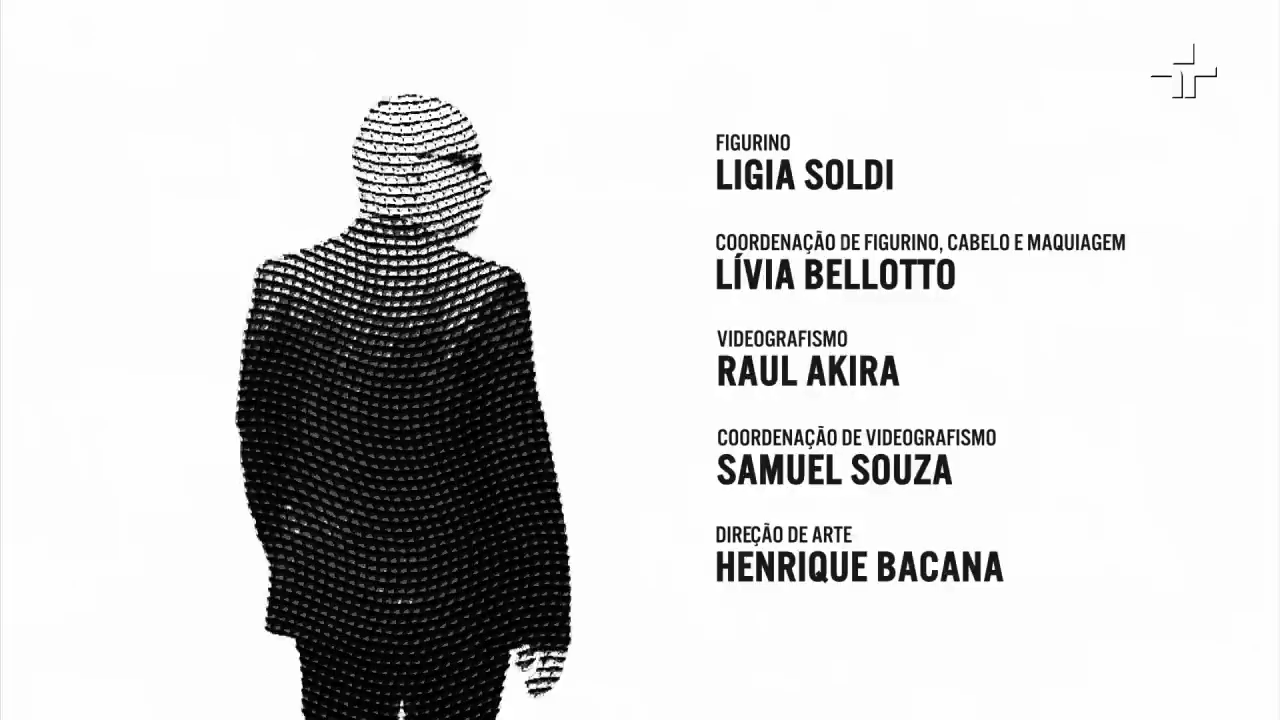 FIGURINO
LIGIA SOLDI
COORDENAÇÃO DE FIGURINO, CABELO E MAQUIAGEM
LÍVIA BELLOTTO
VIDEOGRAFISMO
RAUL AKIRA
COORDENAÇÃO DE VIDEOGRAFISMO
SAMUEL SOUZA
DIREÇÃO DE ARTE
HENRIQUE BACANA